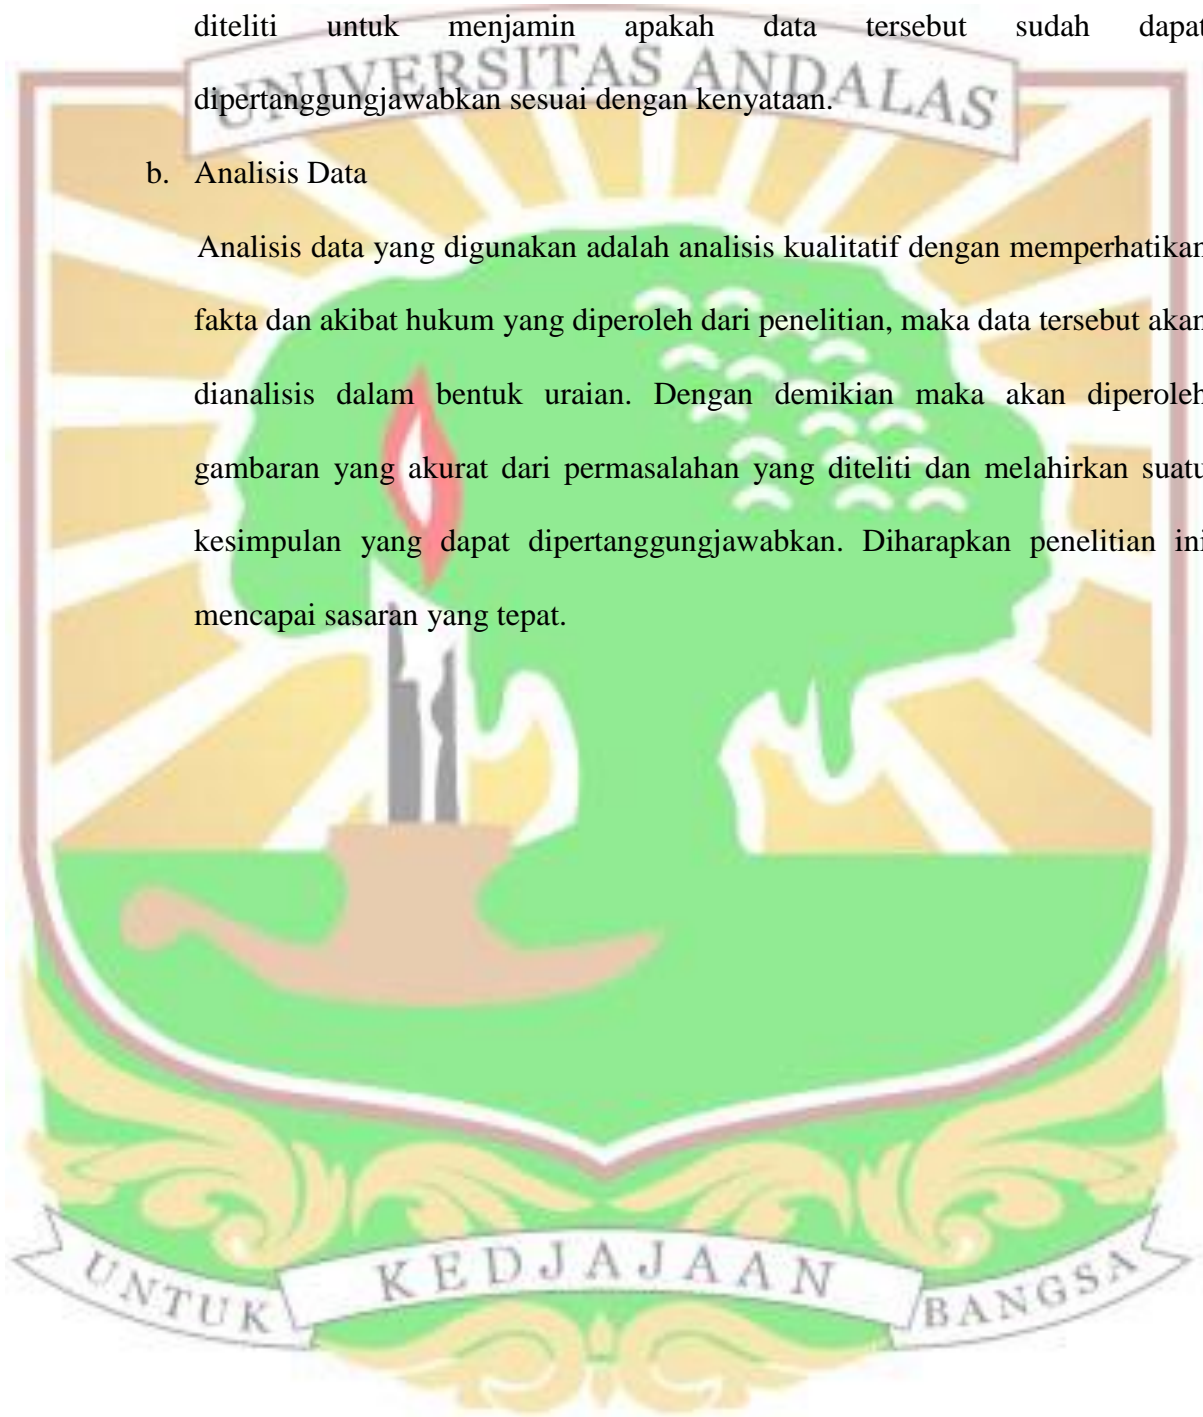 diteliti untuk menjamin apakah data tersebut sudah dapat
UNIVERSITAS ANDALAS
dipertanggungjawabkan sesuai dengan kenyataan.
b. Analisis Data
Analisis data yang digunakan adalah analisis kualitatif dengan memperhatikan
fakta dan akibat hukum yang diperoleh dari penelitian, maka data tersebut akan
dianalisis dalam bentuk uraian. Dengan demikian maka akan diperoleh
gambaran yang akurat dari permasalahan yang diteliti dan melahirkan suatu
kesimpulan yang dapat dipertanggungjawabkan. Diharapkan penelitian ini
mencapai sasaran yang tepat.
UNTUK KEDJAJAAN BANGSA